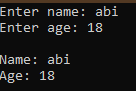 Enter name: abi
Enter age: 18

Name: abi
Age: 18